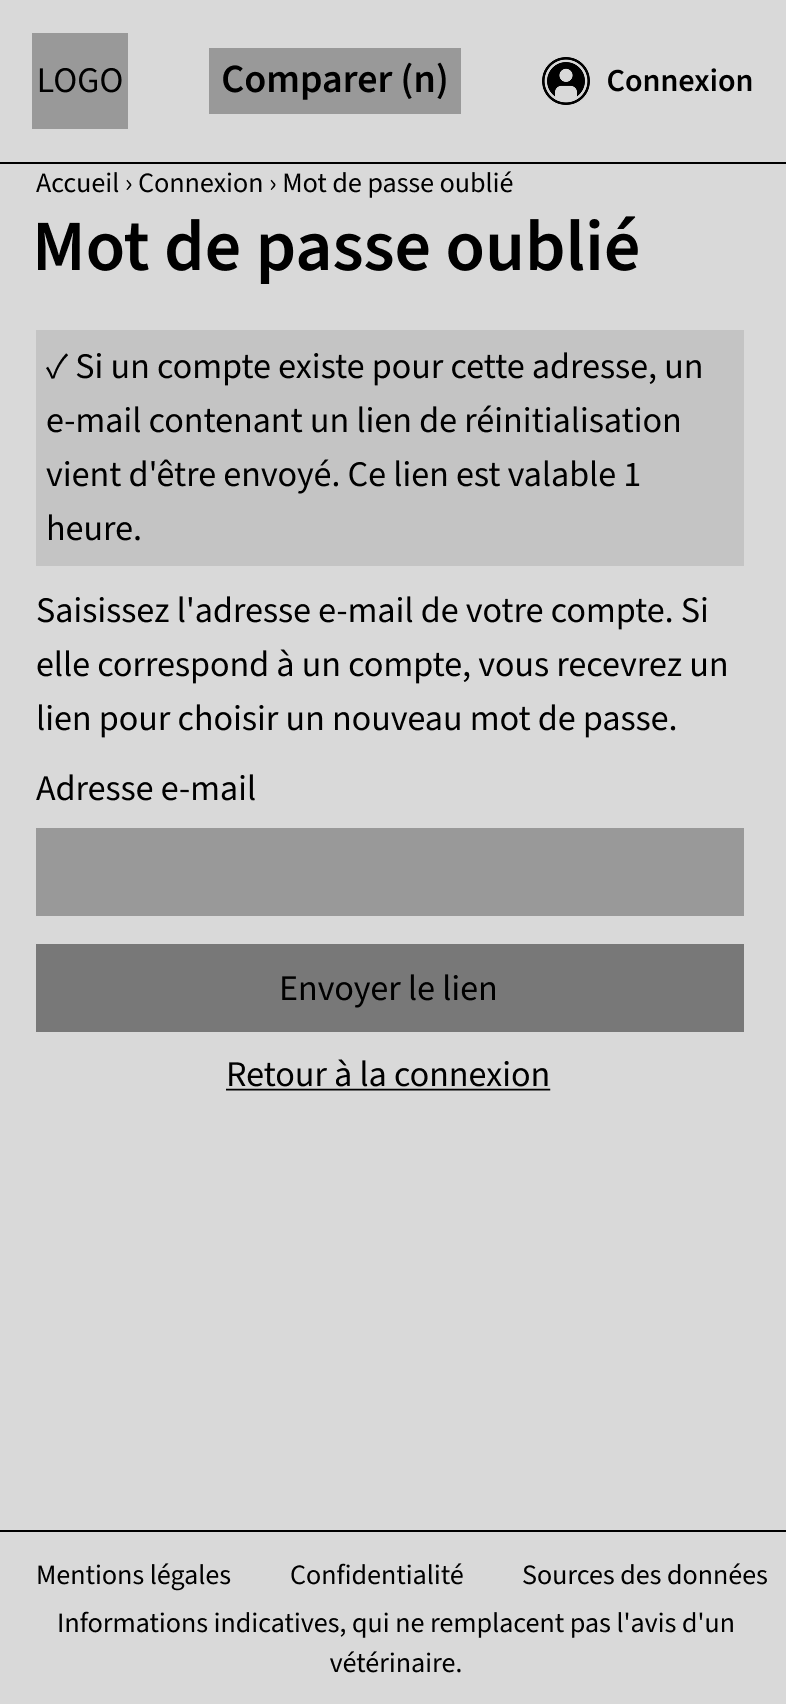 LOGO
Comparer (n)
Connexion
Accueil › Connexion › Mot de passe oublié
Mot de passe oublié
✓ Si un compte existe pour cette adresse, un
e-mail contenant un lien de réinitialisation
vient d'être envoyé. Ce lien est valable 1
heure.
Saisissez l'adresse e-mail de votre compte. Si
elle correspond à un compte, vous recevrez un
lien pour choisir un nouveau mot de passe.
Adresse e-mail
Envoyer le lien
Retour à la connexion
Mentions légales
Confidentialité
Sources des données
Informations indicatives, qui ne remplacent pas l'avis d'un
vétérinaire.